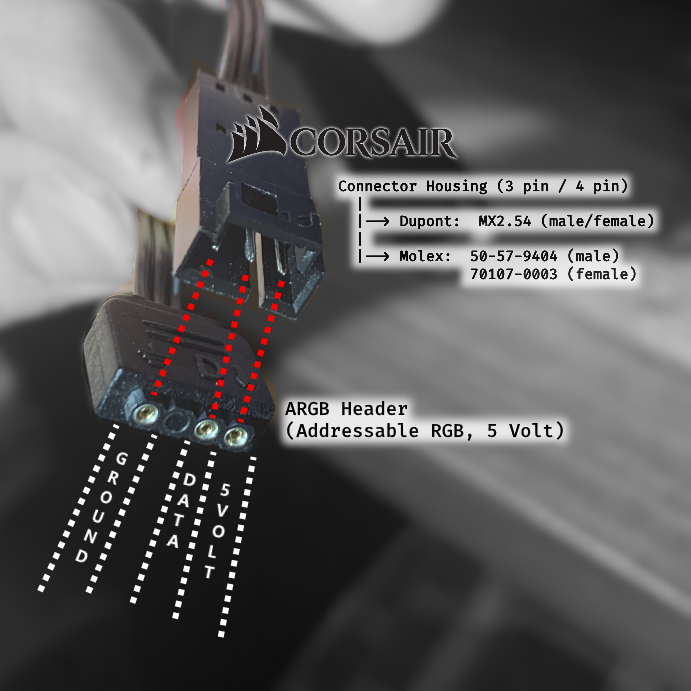 CORSAIR
Connector Housing (3 pin / 4 pin)
Dupont: MX2.54 (male/female)
Molex: 50-57-9404 (male)
70107-0003 (female)
ARGB Header
(Addressable RGB, 5 Volt)
GROUND
DATA
5VOLT